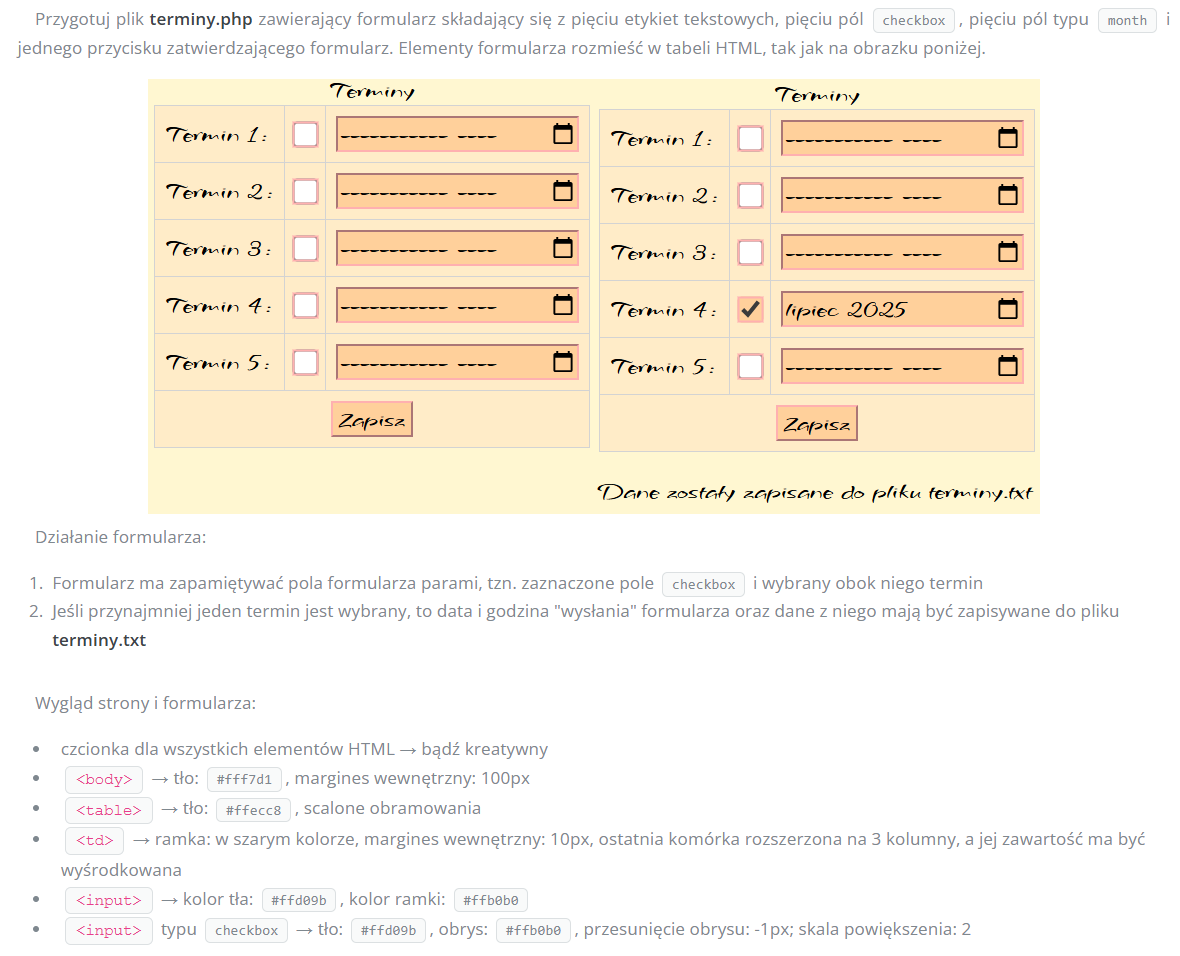 Przygotuj plik terminy.php zawierający formularz składający się z pięciu etykiet tekstowych, pięciu pól checkbox , pięciu pól typu month i
jednego przycisku zatwierdzającego formularz. Elementy formularza rozmieść w tabeli HTML, tak jak na obrazku poniżej.
Terminy
Termin 1:
----------- ----
Termin 2:
----------- ----
Termin 3:
----------- ----
Termin 4:
----------- ----
Termin 5:
----------- ----
Zapisz
Terminy
Termin 1:
----------- ----
Termin 2:
----------- ----
Termin 3:
----------- ----
Termin 4:
lipiec 2025
Termin 5:
----------- ----
Zapisz
Dane zostały zapisane do pliku terminy.txt
Działanie formularza:
1. Formularz ma zapamiętywać pola formularza parami, tzn. zaznaczone pole checkbox i wybrany obok niego termin
2. Jeśli przynajmniej jeden termin jest wybrany, to data i godzina "wysłania" formularza oraz dane z niego mają być zapisywane do pliku
terminy.txt
Wygląd strony i formularza:
• czcionka dla wszystkich elementów HTML → bądź kreatywny
• <body> → tło: #fff7d1 , margines wewnętrzny: 100px
• <table> → tło: #ffecc8 , scalone obramowania
• <td> → ramka: w szarym kolorze, margines wewnętrzny: 10px, ostatnia komórka rozszerzona na 3 kolumny, a jej zawartość ma być
wyśrodkowana
• <input> → kolor tła: #ffd09b , kolor ramki: #ffb0b0
• <input> typu checkbox → tło: #ffd09b , obrys: #ffb0b0 , przesunięcie obrysu: -1px; skala powiększenia: 2